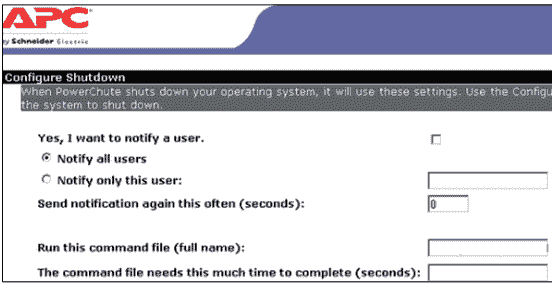 APC®
by Schneider Electric
Configure Shutdown
When PowerChute shuts down your operating system, it will use these settings. Use the Configu
the system to shut down.
Yes, I want to notify a user.
Notify all users
Notify only this user:
Send notification again this often (seconds):
0
Run this command file (full name):
The command file needs this much time to complete (seconds):